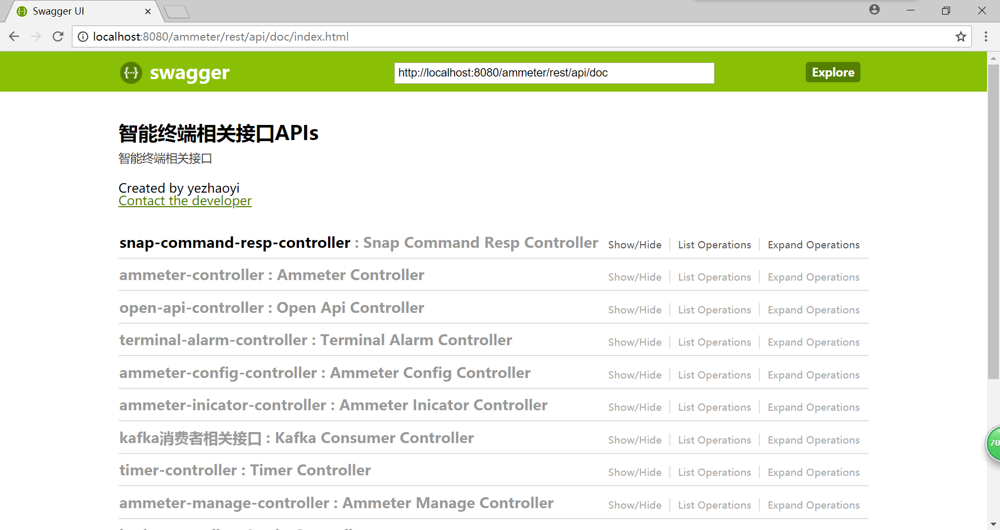 Swagger UI
localhost:8080/ammeter/rest/api/doc/index.html
swagger
http://localhost:8080/ammeter/rest/api/doc
Explore
智能终端相关接口APIs
智能终端相关接口
Created by yezhaoyi
Contact the developer
snap-command-resp-controller : Snap Command Resp Controller Show/Hide List Operations Expand Operations
ammeter-controller : Ammeter Controller Show/Hide List Operations Expand Operations
open-api-controller : Open Api Controller Show/Hide List Operations Expand Operations
terminal-alarm-controller : Terminal Alarm Controller Show/Hide List Operations Expand Operations
ammeter-config-controller : Ammeter Config Controller Show/Hide List Operations Expand Operations
ammeter-inicator-controller : Ammeter Inicator Controller Show/Hide List Operations Expand Operations
kafka消费者相关接口 : Kafka Consumer Controller Show/Hide List Operations Expand Operations
70
timer-controller : Timer Controller Show/Hide List Operations Expand Operations
ammeter-manage-controller : Ammeter Manage Controller Show/Hide List Operations Expand Operations